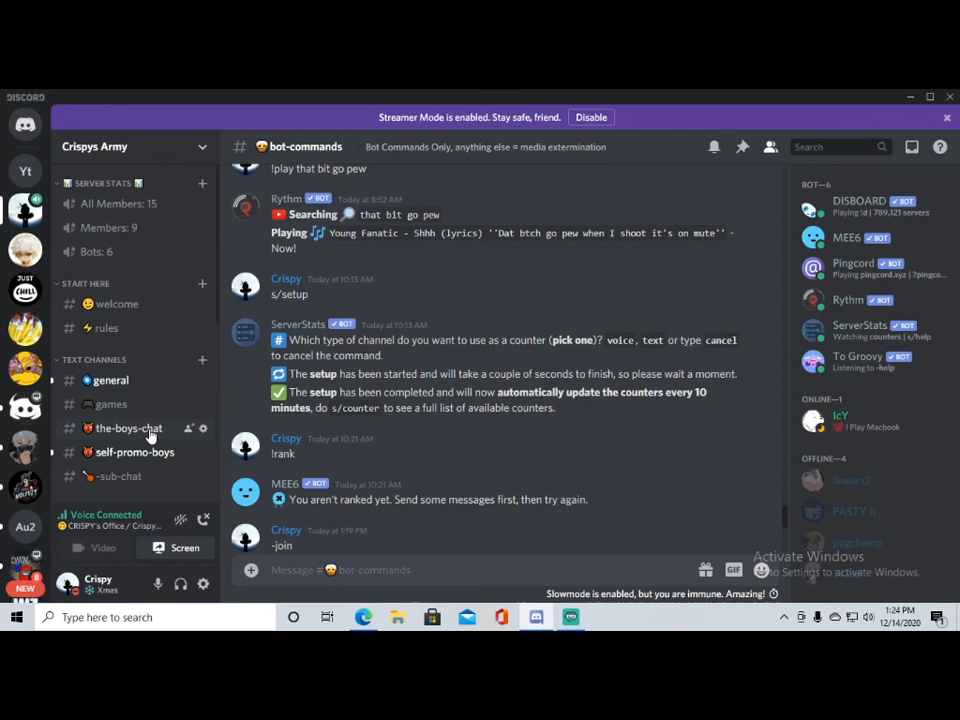 DISCORD
Streamer Mode is enabled. Stay safe, friend. Disable
Yt
JUST
CHILL
Au2
NEW
8
Crispys Army
SERVER STATS
All Members: 15
Members: 9
Bots: 6
START HERE
welcome
rules
TEXT CHANNELS
general
games
the-boys-chat
self-promo-boys
-sub-chat
Voice Connected
CRISPY's Office / Crispy...
Video Screen
Crispy
Xmas
# bot-commands Bot Commands Only, anything else = media extermination
Search
!play that bit go pew
Rythm BOT Today at 8:52 AM
Searching that bit go pew
Playing Young Fanatic - Shhh (lyrics) ''Dat btch go pew when I shoot it's on mute'' -
Now!
Crispy Today at 10:13 AM
s/setup
ServerStats BOT Today at 10:13 AM
# Which type of channel do you want to use as a counter (pick one)? voice, text or type cancel
to cancel the command.
The setup has been started and will take a couple of seconds to finish, so please wait a moment.
The setup has been completed and will now automatically update the counters every 10
minutes, do s/counter to see a full list of available counters.
Crispy Today at 10:21 AM
!rank
MEE6 BOT Today at 10:21 AM
You aren't ranked yet. Send some messages first, then try again.
Crispy Today at 1:19 PM
-join
Message # bot-commands
GIF
Slowmode is enabled, but you are immune. Amazing!
BOT—6
DISBOARD BOT
Playing !d | 789,121 servers
MEE6 BOT
Pingcord BOT
Playing pingcord.xyz | ?pingco...
Rythm BOT
ServerStats BOT
Watching counters | s/help
To Groovy BOT
Listening to -help
ONLINE—1
IcY
I Play Macbook
OFFLINE—4
linearx2
PASTY Jr.
pogchamp
Activate Windows
to Settings to activate Windows.
Type here to search
1:24 PM
12/14/2020
1